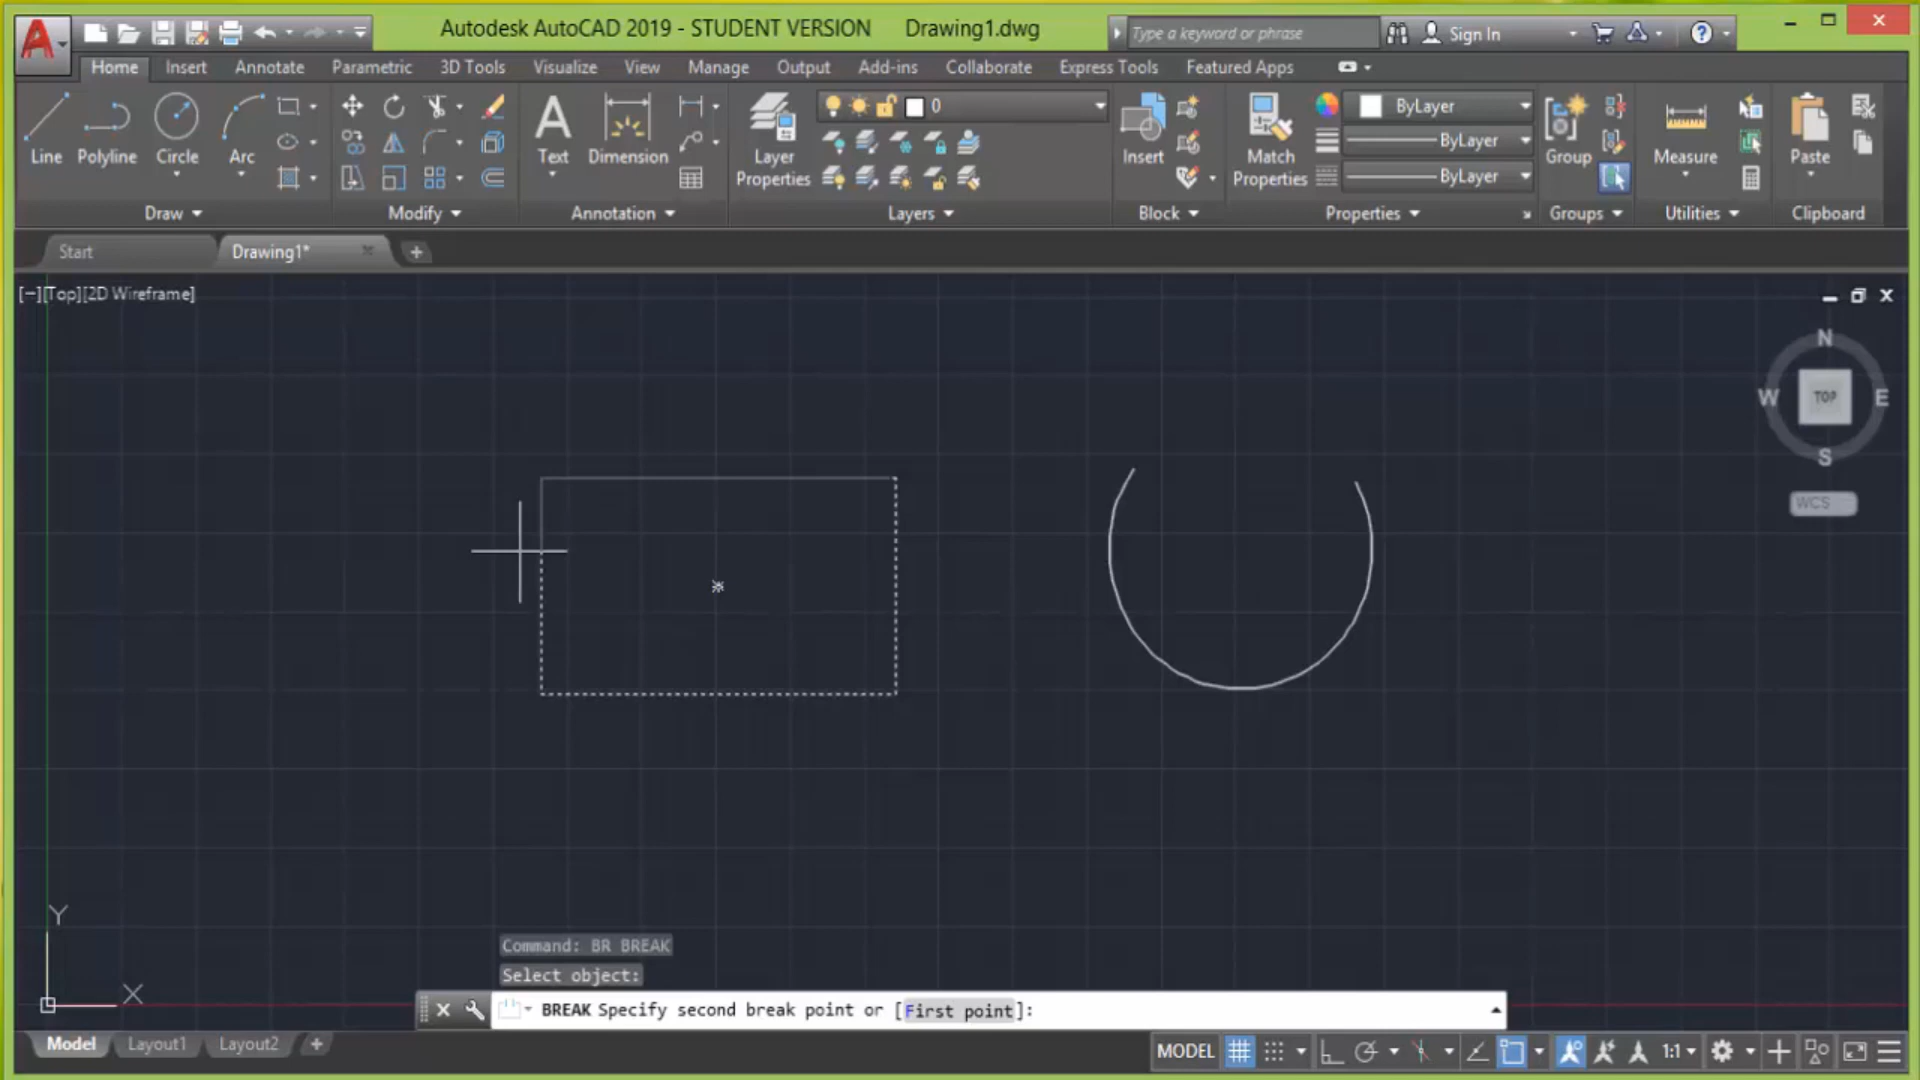 Autodesk AutoCAD 2019 - STUDENT VERSION Drawing1.dwg
Type a keyword or phrase
Sign In
Home Insert Annotate Parametric 3D Tools Visualize View Manage Output Add-ins Collaborate Express Tools Featured Apps
Line Polyline Circle Arc
Text Dimension
Layer Properties
0
Insert
Match Properties
ByLayer
ByLayer
ByLayer
Group
Measure
Paste
Draw Modify Annotation Layers Block Properties Groups Utilities Clipboard
Start Drawing1*
[−][Top][2D Wireframe]
N
W TOP E
S
WCS
Y
X
Command: BR BREAK
Select object:
BREAK Specify second break point or [First point]:
Model Layout1 Layout2
MODEL 1:1